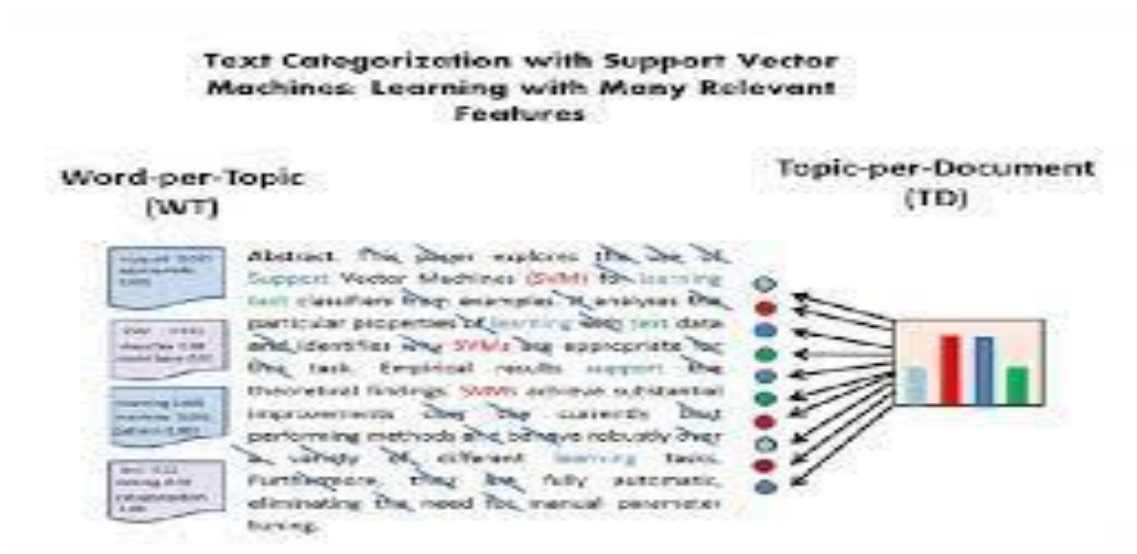 Text Categorization with Support Vector
Machines: Learning with Many Relevant
Features
Word-per-Topic
(WT)
Topic-per-Document
(TD)
Abstract. This paper explores the use of
Support Vector Machines (SVMs) for learning
text classifiers from examples. It analyses the
particular properties of learning with text data
and identifies why SVMs are appropriate for
this task. Empirical results support the
theoretical findings. SVMs achieve substantial
improvements over the currently best
performing methods and behave robustly over
a variety of different learning tasks.
Furthermore, they are fully automatic,
eliminating the need for manual parameter
tuning.